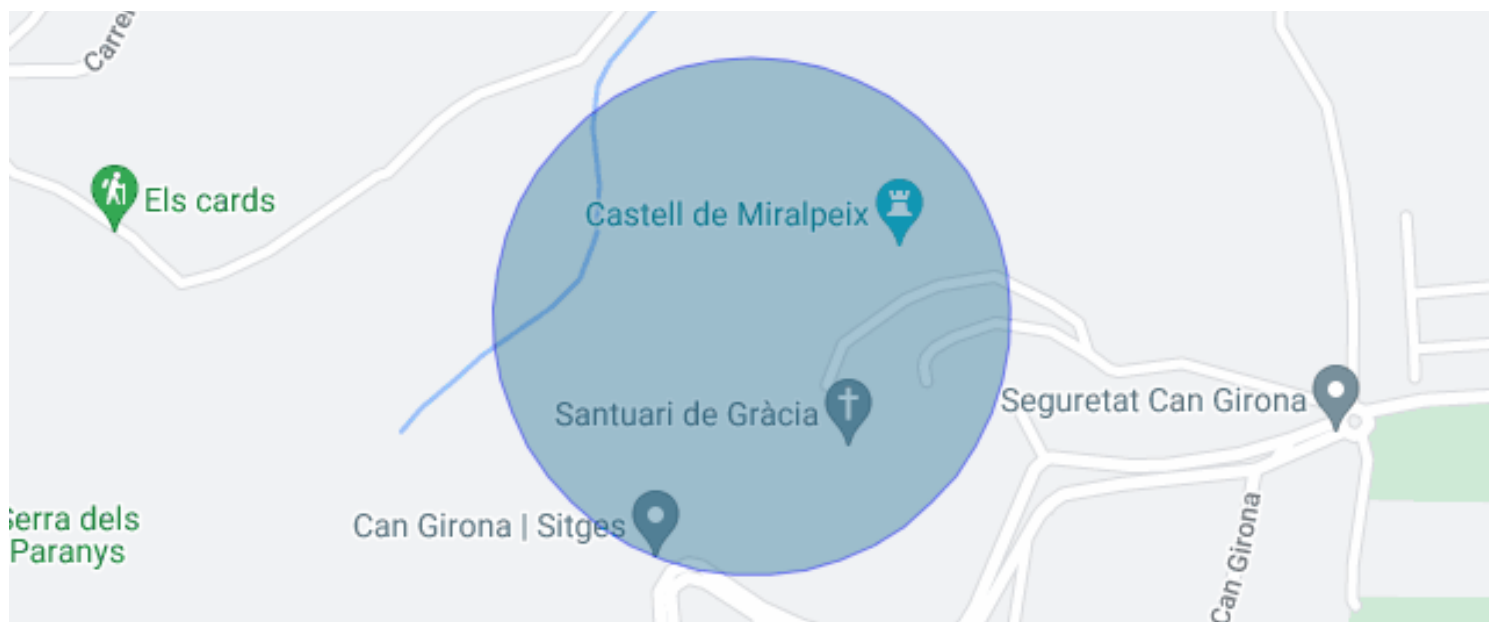 Carrer
Els cards
Castell de Miralpeix
Santuari de Gràcia
Seguretat Can Girona
Can Girona | Sitges
Serra dels
Paranys
Can Girona